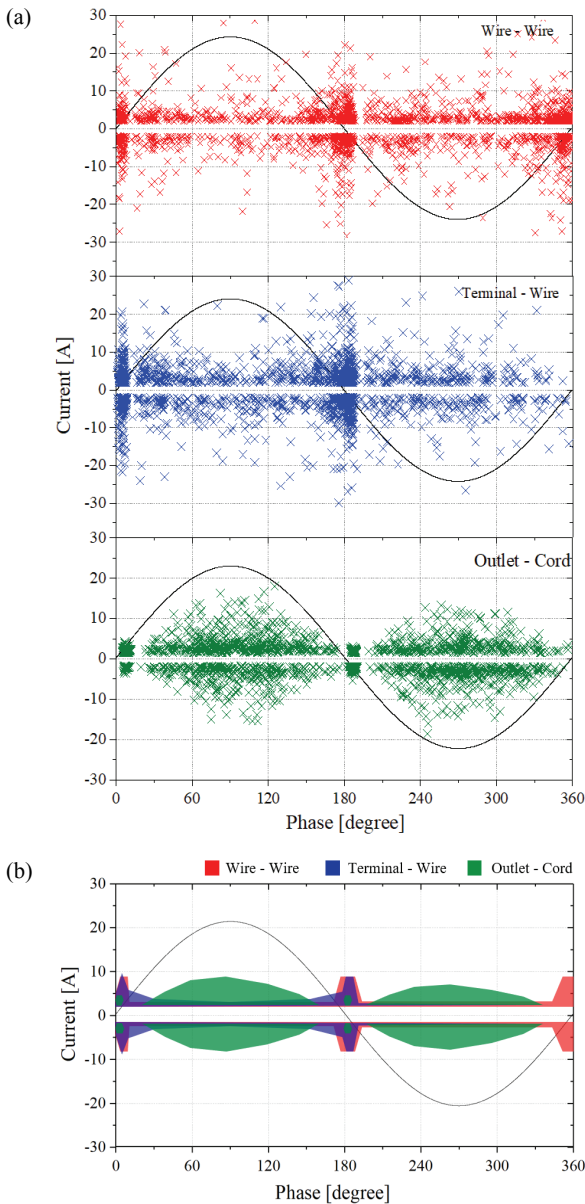 (a)
30
Wire - Wire
20
10
0
-10
-20
-30
30
Terminal - Wire
20
10
0
-10
-20
-30
Current [A]
30
Outlet - Cord
20
10
0
-10
-20
-30
0 60 120 180 240 300 360
Phase [degree]
(b)
Wire - Wire Terminal - Wire Outlet - Cord
30
20
10
0
-10
-20
-30
Current [A]
0 60 120 180 240 300 360
Phase [degree]